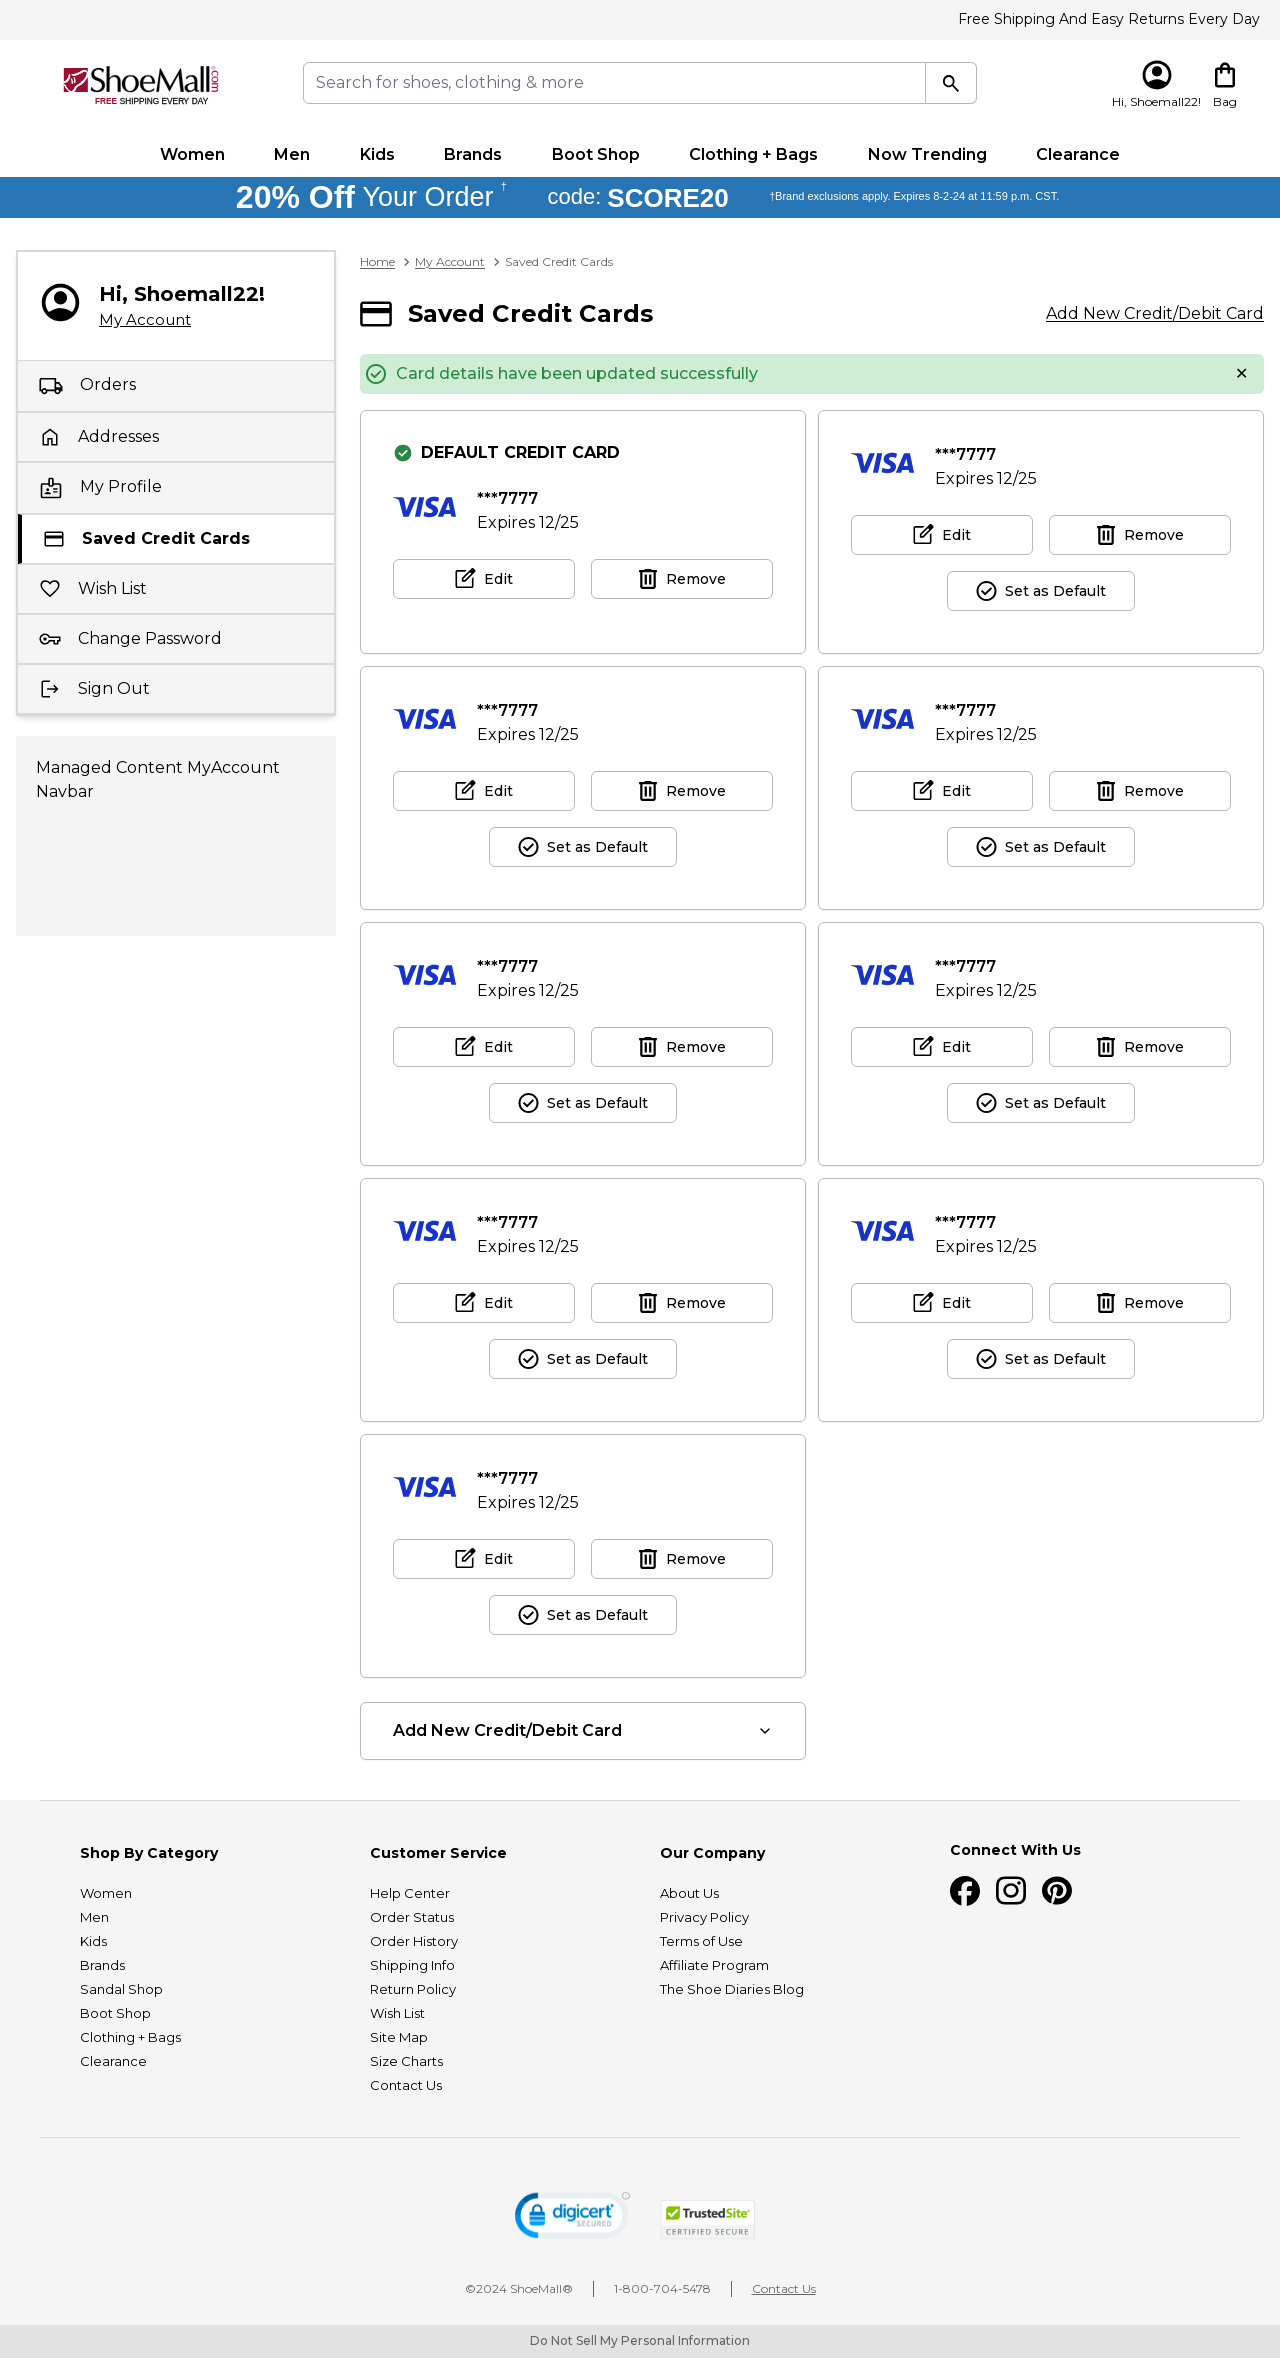 Free Shipping And Easy Returns Every Day
ShoeMall.com
FREE SHIPPING EVERY DAY
Search for shoes, clothing & more
Hi, Shoemall22!
Bag
Women Men Kids Brands Boot Shop Clothing + Bags Now Trending Clearance
20% Off Your Order † code: SCORE20 †Brand exclusions apply. Expires 8-2-24 at 11:59 p.m. CST.
Hi, Shoemall22!
My Account
Orders
Addresses
My Profile
Saved Credit Cards
Wish List
Change Password
Sign Out
Managed Content MyAccount
Navbar
Home > My Account > Saved Credit Cards
Saved Credit Cards
Add New Credit/Debit Card
Card details have been updated successfully ✕
DEFAULT CREDIT CARD
VISA ***7777
Expires 12/25
Edit Remove
VISA ***7777
Expires 12/25
Edit Remove
Set as Default
VISA ***7777
Expires 12/25
Edit Remove
Set as Default
VISA ***7777
Expires 12/25
Edit Remove
Set as Default
VISA ***7777
Expires 12/25
Edit Remove
Set as Default
VISA ***7777
Expires 12/25
Edit Remove
Set as Default
VISA ***7777
Expires 12/25
Edit Remove
Set as Default
VISA ***7777
Expires 12/25
Edit Remove
Set as Default
VISA ***7777
Expires 12/25
Edit Remove
Set as Default
Add New Credit/Debit Card
Shop By Category
Women
Men
Kids
Brands
Sandal Shop
Boot Shop
Clothing + Bags
Clearance
Customer Service
Help Center
Order Status
Order History
Shipping Info
Return Policy
Wish List
Site Map
Size Charts
Contact Us
Our Company
About Us
Privacy Policy
Terms of Use
Affiliate Program
The Shoe Diaries Blog
Connect With Us
digicert
SECURED
TrustedSite
CERTIFIED SECURE
©2024 ShoeMall® | 1-800-704-5478 | Contact Us
Do Not Sell My Personal Information